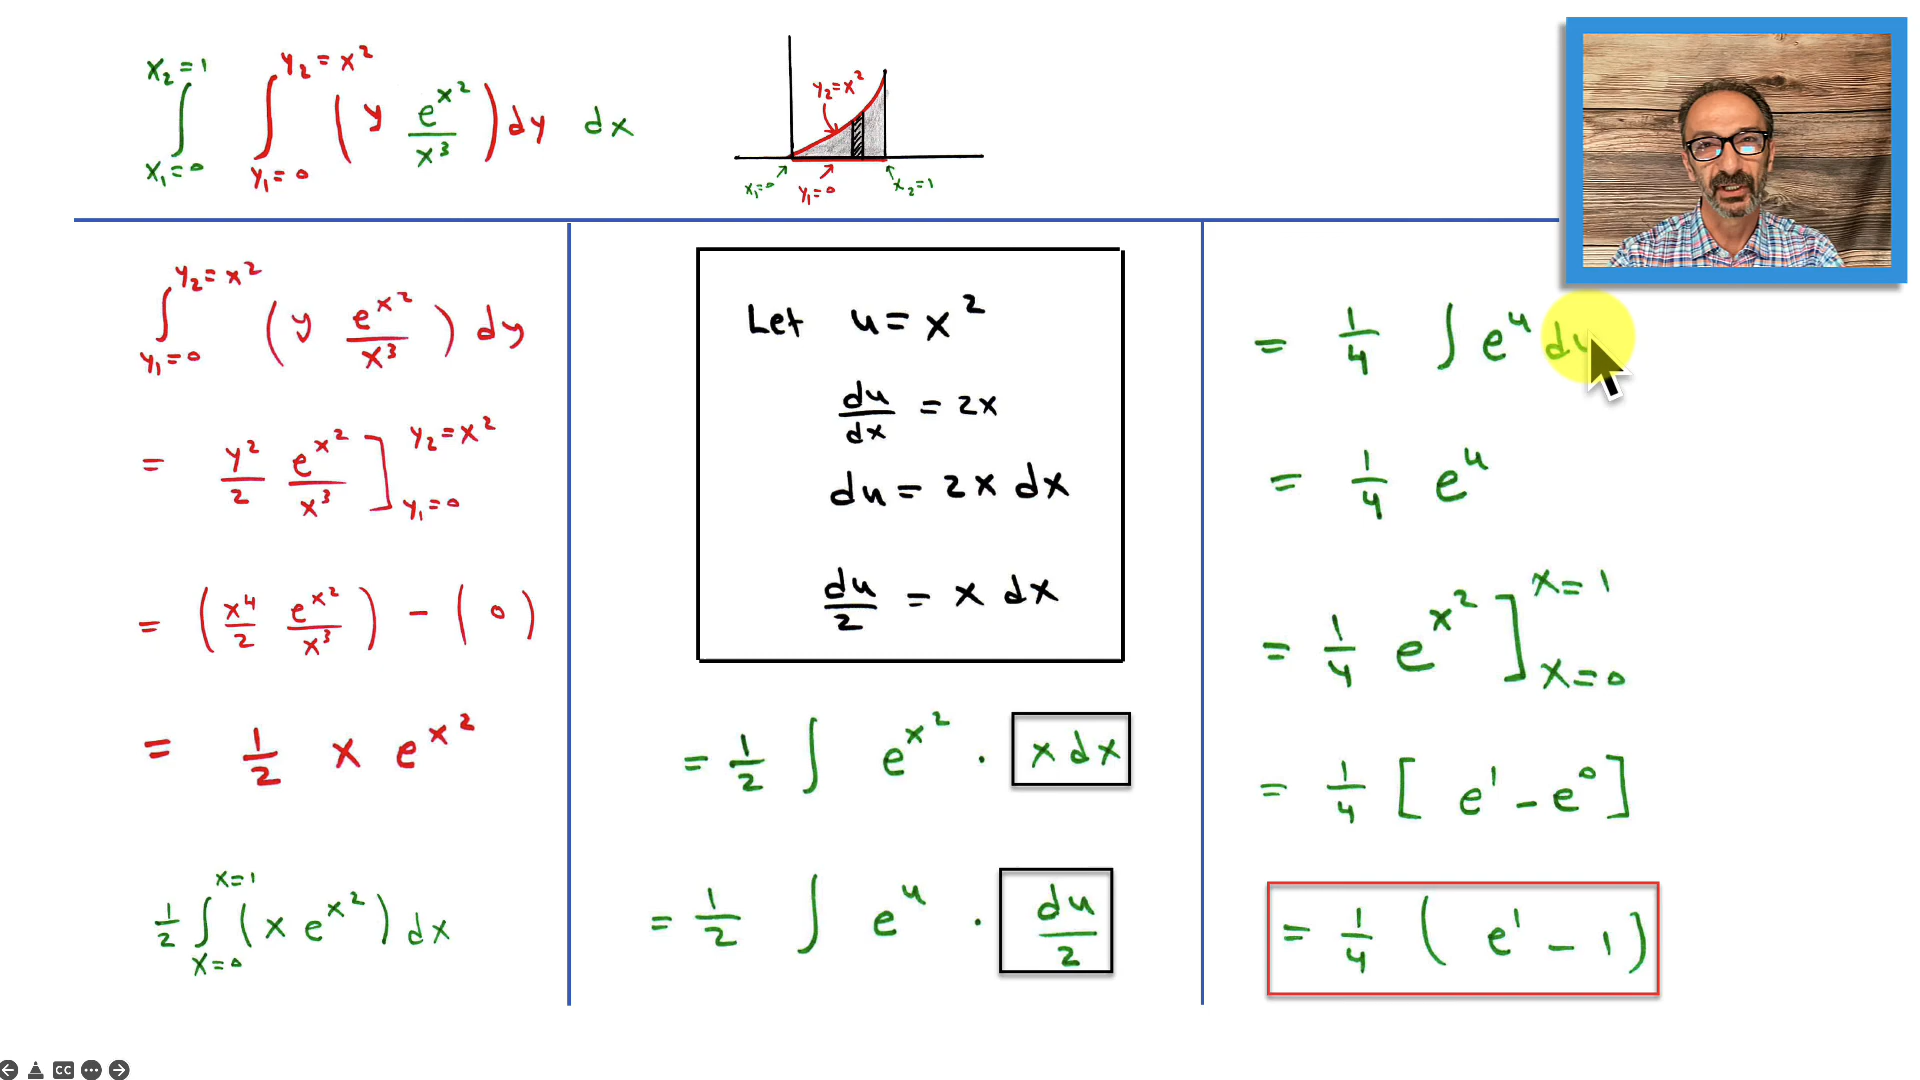 ∫_{x₁=0}^{x₂=1} ∫_{y₁=0}^{y₂=x²} ( y e^{x²}/x³ ) dy dx
y₂=x²
x₁=0 y₁=0 x₂=1
∫_{y₁=0}^{y₂=x²} ( y e^{x²}/x³ ) dy
= y²/2 e^{x²}/x³ ]_{y₁=0}^{y₂=x²}
= ( x⁴/2 e^{x²}/x³ ) - ( 0 )
= 1/2 x e^{x²}
1/2 ∫_{x=0}^{x=1} ( x e^{x²} ) dx
Let u = x²
du/dx = 2x
du = 2x dx
du/2 = x dx
= 1/2 ∫ e^{x²} · x dx
= 1/2 ∫ e^u · du/2
= 1/4 ∫ e^u du
= 1/4 e^u
= 1/4 e^{x²} ]_{x=0}^{x=1}
= 1/4 [ e¹ - e⁰ ]
= 1/4 ( e¹ - 1 )
CC